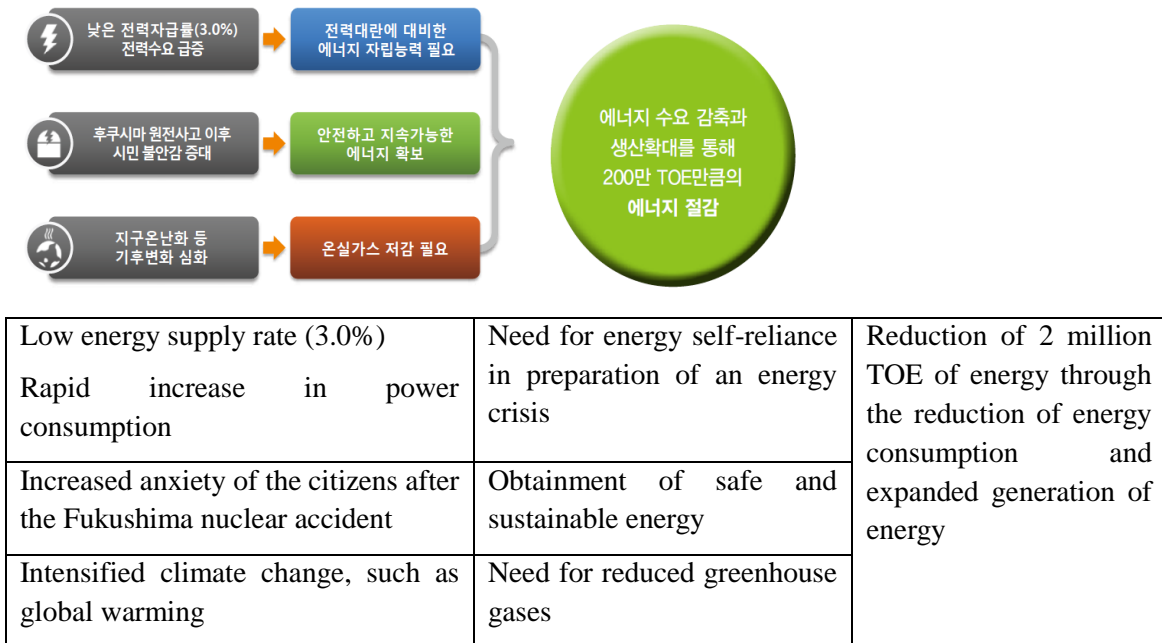 낮은 전력자급률(3.0%)
전력수요 급증
전력대란에 대비한
에너지 자립능력 필요
후쿠시마 원전사고 이후
시민 불안감 증대
안전하고 지속가능한
에너지 확보
지구온난화 등
기후변화 심화
온실가스 저감 필요
에너지 수요 감축과
생산확대를 통해
200만 TOE만큼의
에너지 절감
Low energy supply rate (3.0%)
Rapid increase in power
consumption
Need for energy self-reliance
in preparation of an energy
crisis
Reduction of 2 million
TOE of energy through
the reduction of energy
consumption and
expanded generation of
energy
Increased anxiety of the citizens after
the Fukushima nuclear accident
Obtainment of safe and
sustainable energy
Intensified climate change, such as
global warming
Need for reduced greenhouse
gases